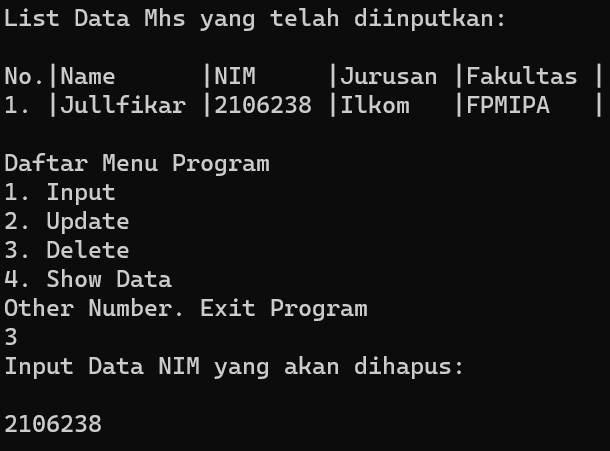 List Data Mhs yang telah diinputkan:
No.|Name      |NIM     |Jurusan |Fakultas |
1. |Jullfikar |2106238 |Ilkom   |FPMIPA   |
Daftar Menu Program
1. Input
2. Update
3. Delete
4. Show Data
Other Number. Exit Program
3
Input Data NIM yang akan dihapus:
2106238